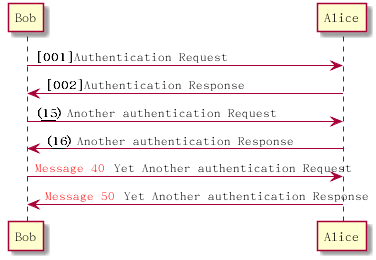 Bob Alice
[001]Authentication Request
[002]Authentication Response
(15) Another authentication Request
(16) Another authentication Response
Message 40 Yet Another authentication Request
Message 50 Yet Another authentication Response
Bob Alice